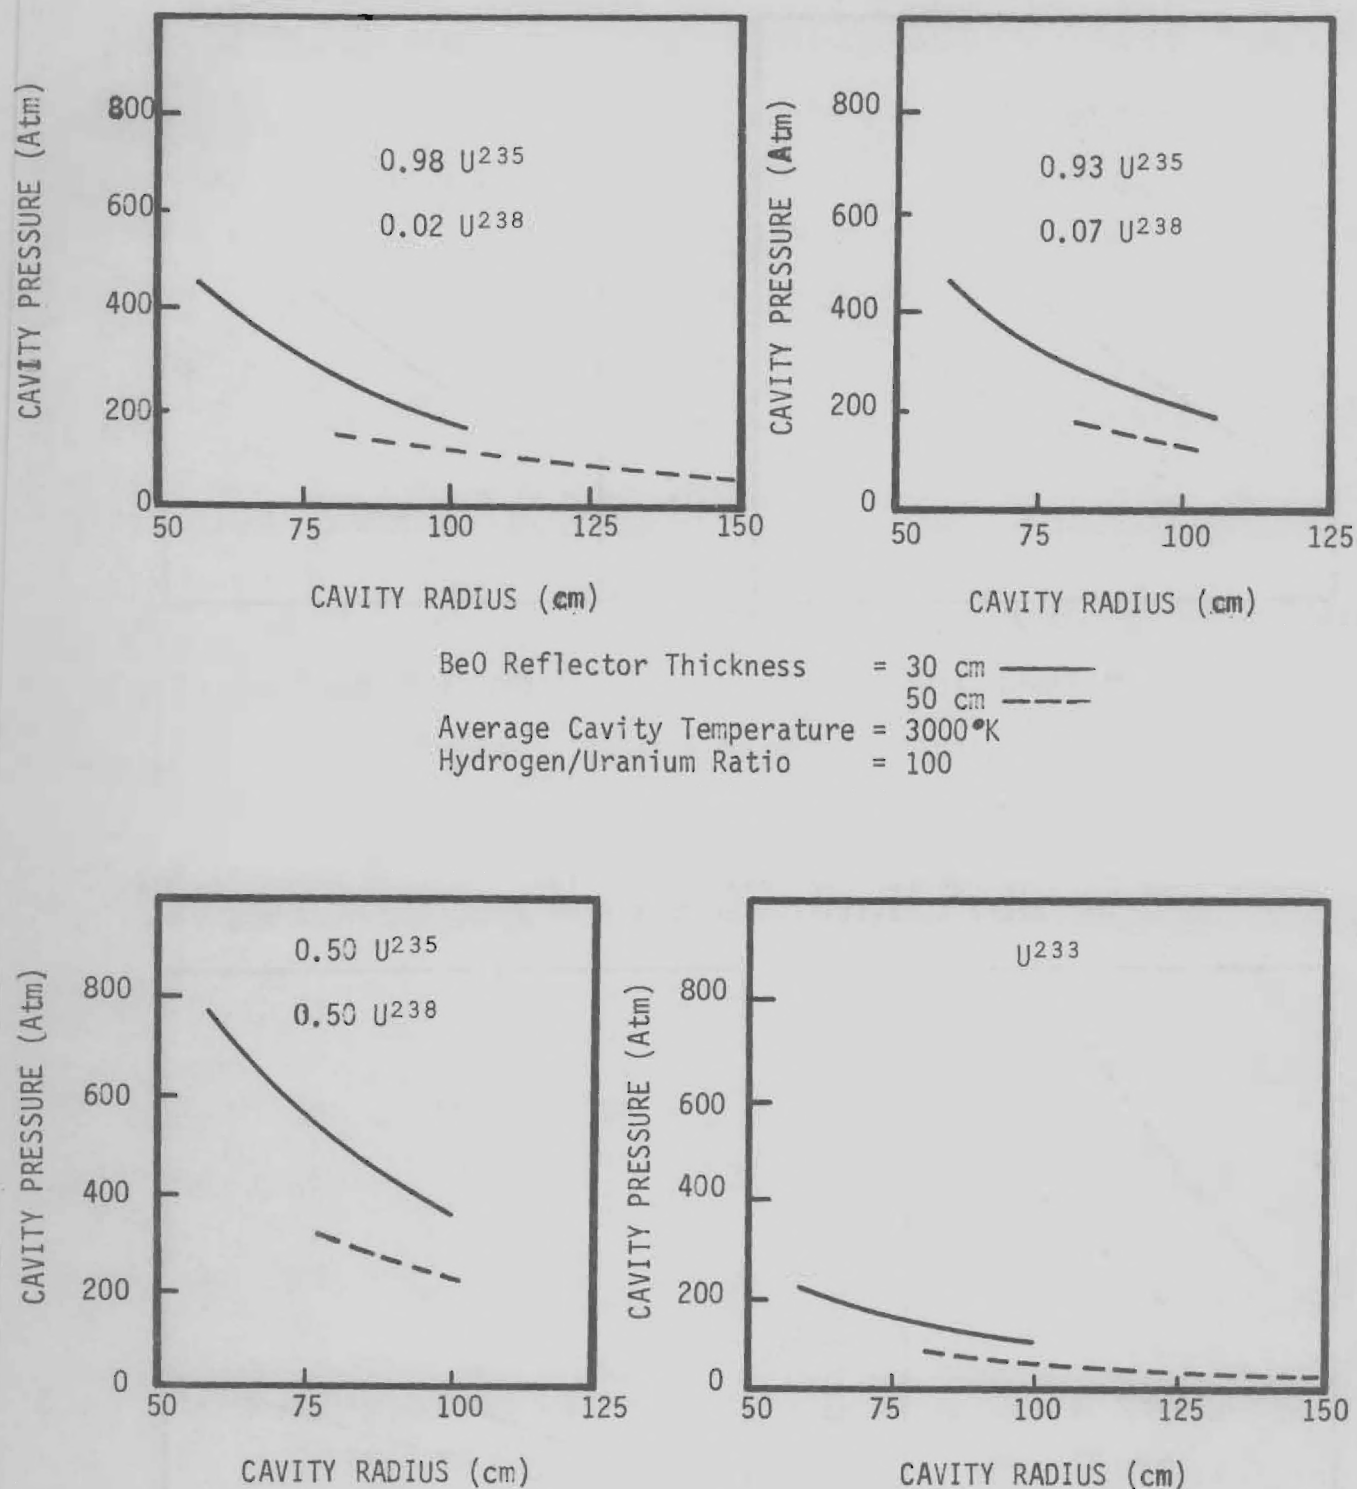 CAVITY PRESSURE (Atm)
800
600
400
200
0
0.98 U235
0.02 U238
50 75 100 125 150
CAVITY RADIUS (cm)
CAVITY PRESSURE (Atm)
800
600
400
200
0
0.93 U235
0.07 U238
50 75 100 125
CAVITY RADIUS (cm)
BeO Reflector Thickness = 30 cm
50 cm
Average Cavity Temperature = 3000°K
Hydrogen/Uranium Ratio = 100
CAVITY PRESSURE (Atm)
800
600
400
200
0
0.50 U235
0.50 U238
50 75 100 125
CAVITY RADIUS (cm)
CAVITY PRESSURE (Atm)
800
600
400
200
0
U233
50 75 100 125 150
CAVITY RADIUS (cm)